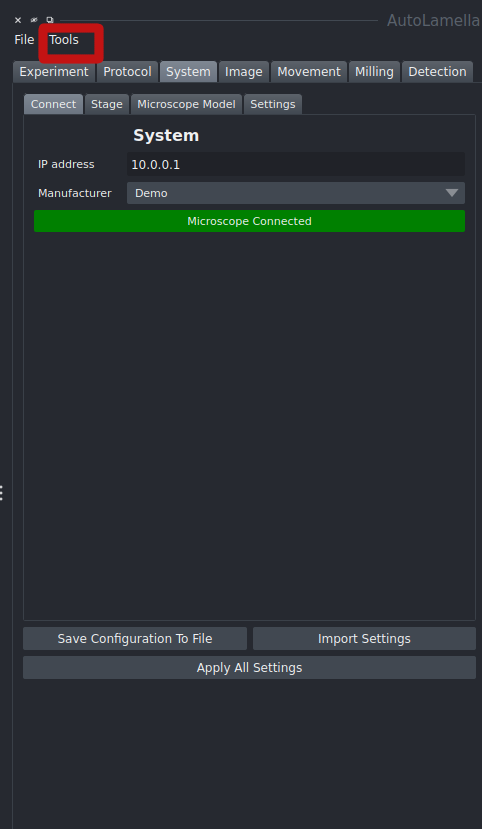 AutoLamella
File Tools
Experiment Protocol System Image Movement Milling Detection
Connect Stage Microscope Model Settings
System
IP address 10.0.0.1
Manufacturer Demo
Microscope Connected
Save Configuration To File Import Settings
Apply All Settings